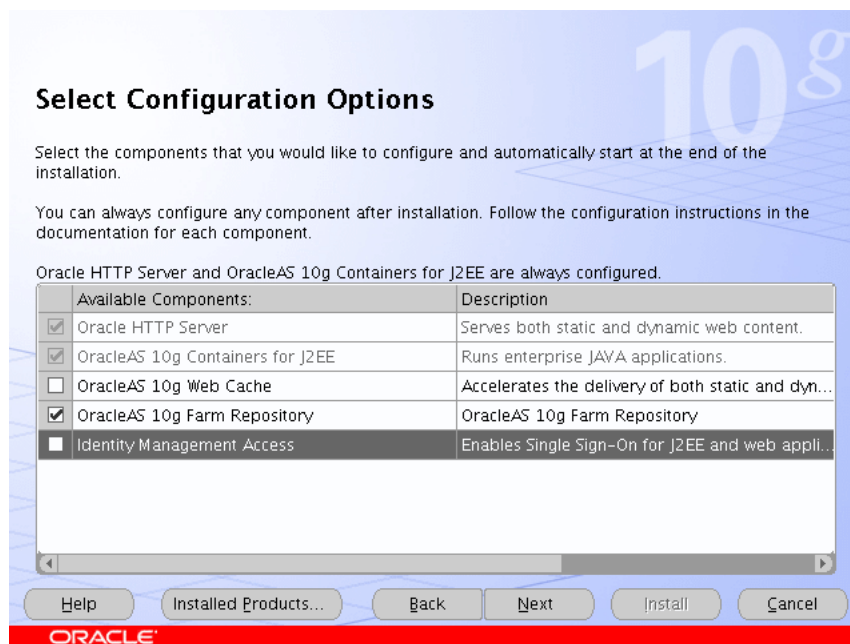 10g
Select Configuration Options
Select the components that you would like to configure and automatically start at the end of the
installation.
You can always configure any component after installation. Follow the configuration instructions in the
documentation for each component.
Oracle HTTP Server and OracleAS 10g Containers for J2EE are always configured.
Available Components: Description
Oracle HTTP Server Serves both static and dynamic web content.
OracleAS 10g Containers for J2EE Runs enterprise JAVA applications.
OracleAS 10g Web Cache Accelerates the delivery of both static and dyn...
OracleAS 10g Farm Repository OracleAS 10g Farm Repository
Identity Management Access Enables Single Sign-On for J2EE and web appli...
Help Installed Products... Back Next Install Cancel
ORACLE